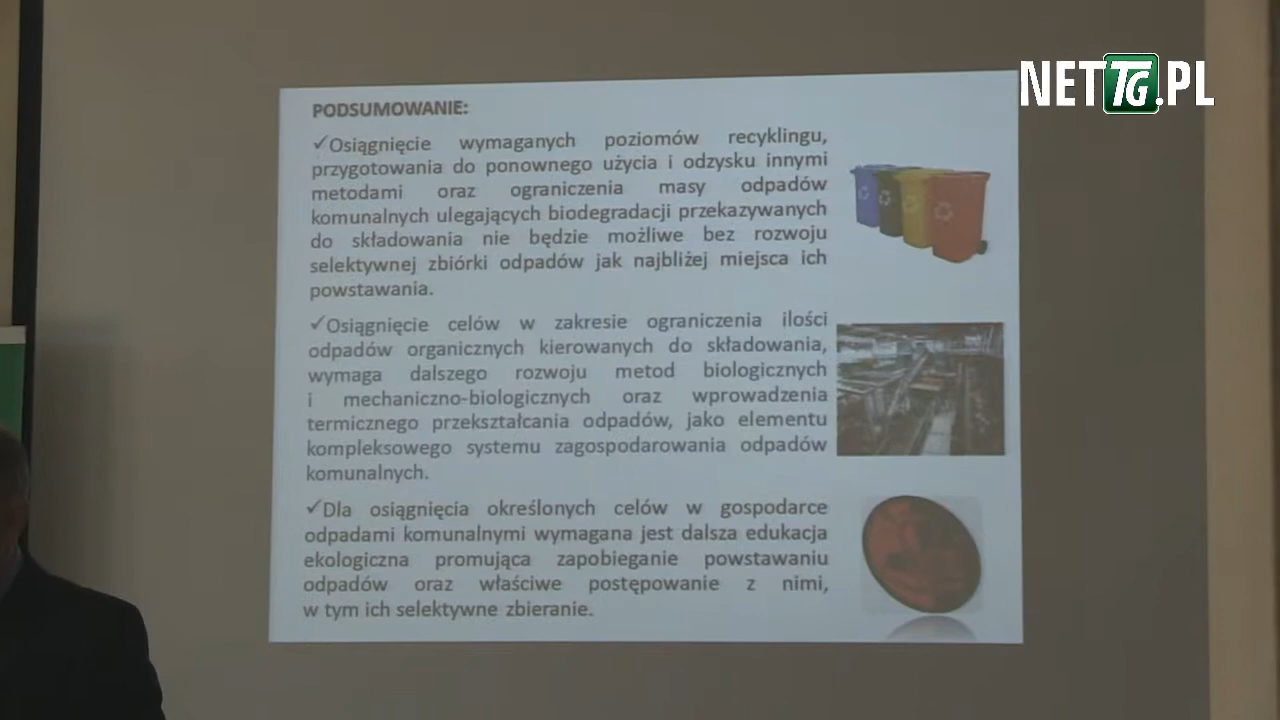 NET TG.PL
PODSUMOWANIE:
✓Osiągnięcie wymaganych poziomów recyklingu,
przygotowania do ponownego użycia i odzysku innymi
metodami oraz ograniczenia masy odpadów
komunalnych ulegających biodegradacji przekazywanych
do składowania nie będzie możliwe bez rozwoju
selektywnej zbiórki odpadów jak najbliżej miejsca ich
powstawania.
✓Osiągnięcie celów w zakresie ograniczenia ilości
odpadów organicznych kierowanych do składowania,
wymaga dalszego rozwoju metod biologicznych
i mechaniczno-biologicznych oraz wprowadzenia
termicznego przekształcania odpadów, jako elementu
kompleksowego systemu zagospodarowania odpadów
komunalnych.
✓Dla osiągnięcia określonych celów w gospodarce
odpadami komunalnymi wymagana jest dalsza edukacja
ekologiczna promująca zapobieganie powstawaniu
odpadów oraz właściwe postępowanie z nimi,
w tym ich selektywne zbieranie.